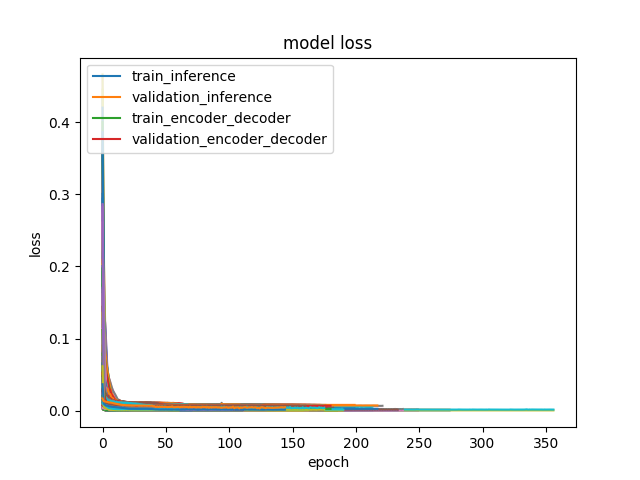 model loss
train_inference
validation_inference
train_encoder_decoder
validation_encoder_decoder
loss
0.4
0.3
0.2
0.1
0.0
0 50 100 150 200 250 300 350
epoch